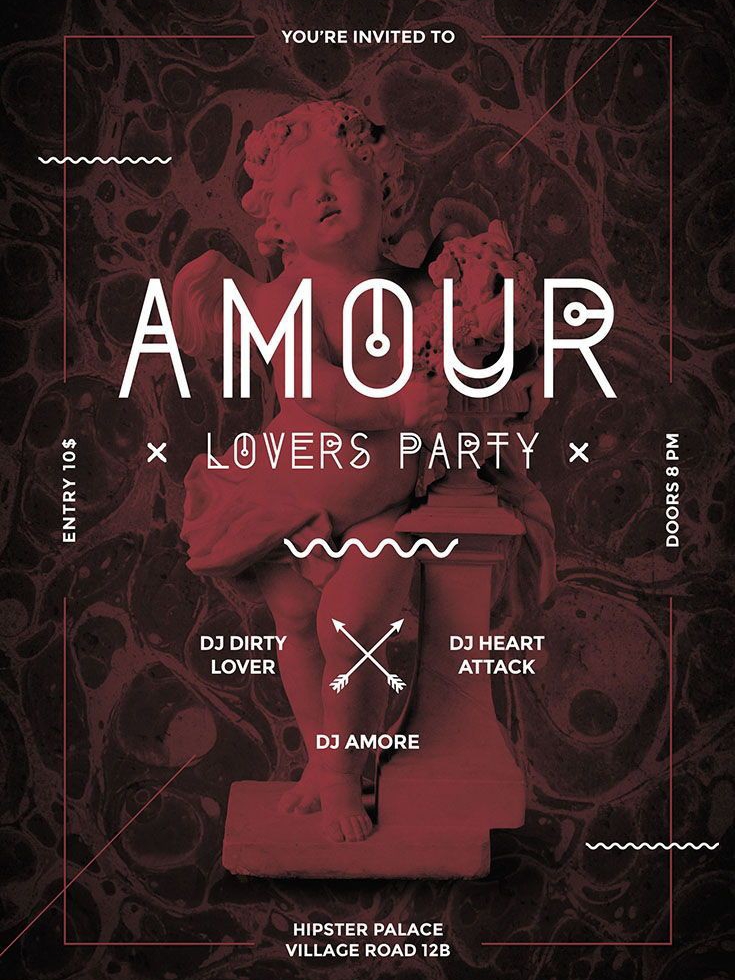 YOU'RE INVITED TO
AMOUR
x LOVERS PARTY x
ENTRY 10$
DOORS 8 PM
DJ DIRTY
LOVER
DJ HEART
ATTACK
DJ AMORE
HIPSTER PALACE
VILLAGE ROAD 12B